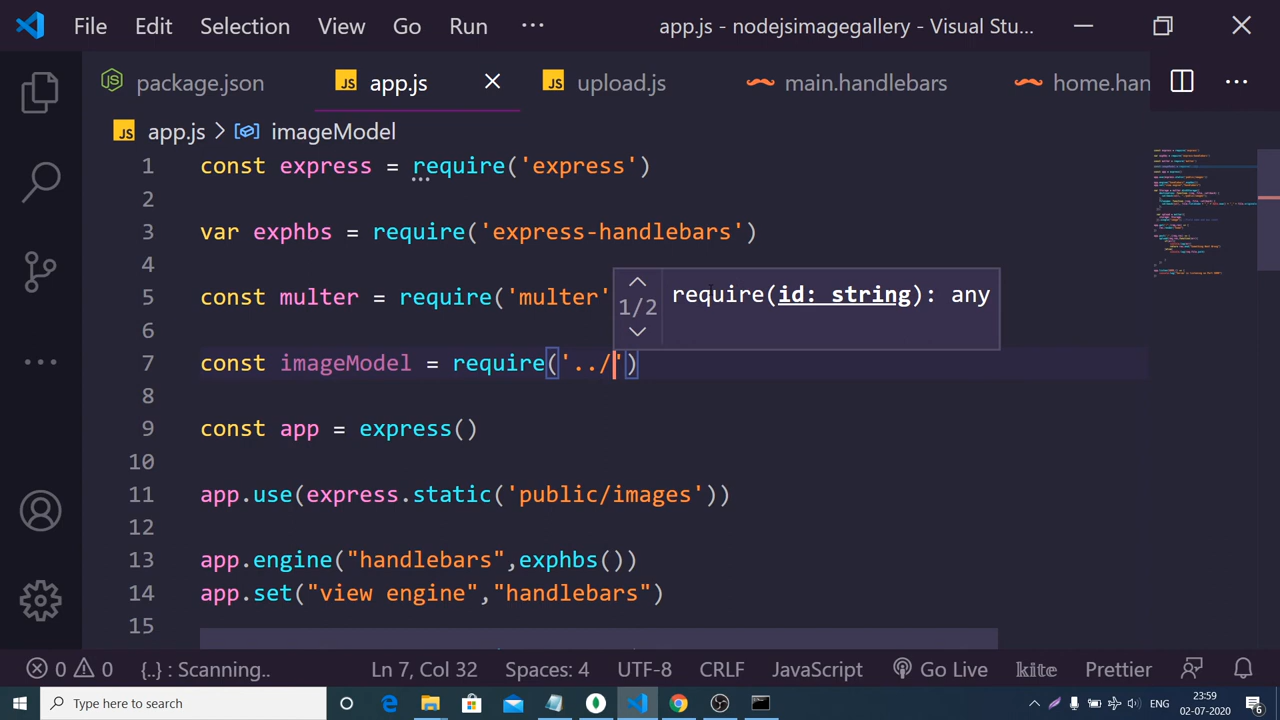 File Edit Selection View Go Run ··· app.js - nodejsimagegallery - Visual Stu...
package.json JS app.js JS upload.js main.handlebars home.han
JS app.js > imageModel
1 const express = require('express')
2
3 var exphbs = require('express-handlebars')
4
5 const multer = require('multer'
6
1/2 require(id: string): any
7 const imageModel = require('../')
8
9 const app = express()
10
11 app.use(express.static('public/images'))
12
13 app.engine("handlebars",exphbs())
14 app.set("view engine","handlebars")
15
0 0 {..} : Scanning.. Ln 7, Col 32 Spaces: 4 UTF-8 CRLF JavaScript Go Live kite Prettier
Type here to search ENG 23:59 02-07-2020 6